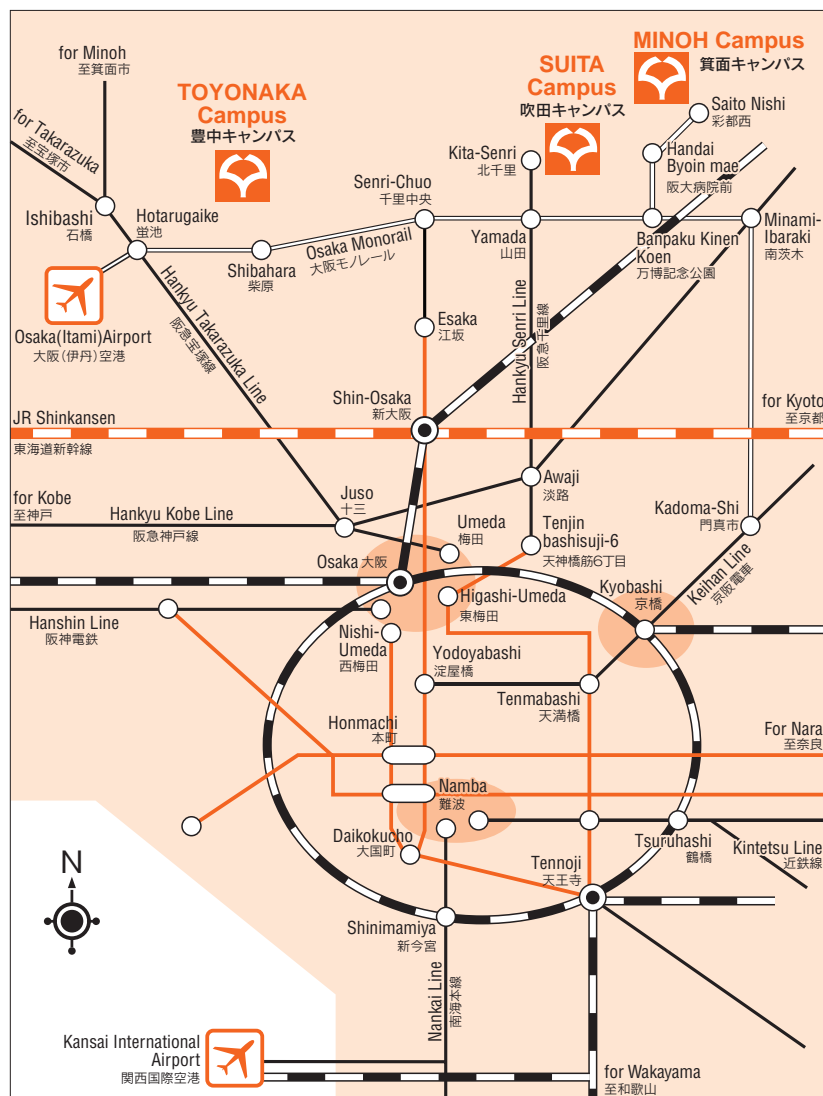 for Minoh
至箕面市
for Takarazuka
至宝塚市
TOYONAKA
Campus
豊中キャンパス
SUITA
Campus
吹田キャンパス
MINOH Campus
箕面キャンパス
Saito Nishi
彩都西
Handai
Byoin mae
阪大病院前
Kita-Senri
北千里
Senri-Chuo
千里中央
Ishibashi
石橋
Hotarugaike
蛍池
Shibahara
柴原
Osaka Monorail
大阪モノレール
Yamada
山田
Banpaku Kinen
Koen
万博記念公園
Minami-
Ibaraki
南茨木
Osaka(Itami)Airport
大阪(伊丹)空港
Hankyu Takarazuka Line
阪急宝塚線
Esaka
江坂
Hankyu Senri Line
阪急千里線
Shin-Osaka
新大阪
JR Shinkansen
東海道新幹線
for Kyoto
至京都
for Kobe
至神戸
Hankyu Kobe Line
阪急神戸線
Juso
十三
Awaji
淡路
Umeda
梅田
Tenjin
bashisuji-6
天神橋筋6丁目
Kadoma-Shi
門真市
Osaka 大阪
Keihan Line
京阪電車
Kyobashi
京橋
Hanshin Line
阪神電鉄
Nishi-
Umeda
西梅田
Higashi-Umeda
東梅田
Yodoyabashi
淀屋橋
Tenmabashi
天満橋
Honmachi
本町
For Nara
至奈良
Namba
難波
Daikokucho
大国町
Tsuruhashi
鶴橋
Kintetsu Line
近鉄線
Tennoji
天王寺
N
Shinimamiya
新今宮
Nankai Line
南海本線
Kansai International
Airport
関西国際空港
for Wakayama
至和歌山